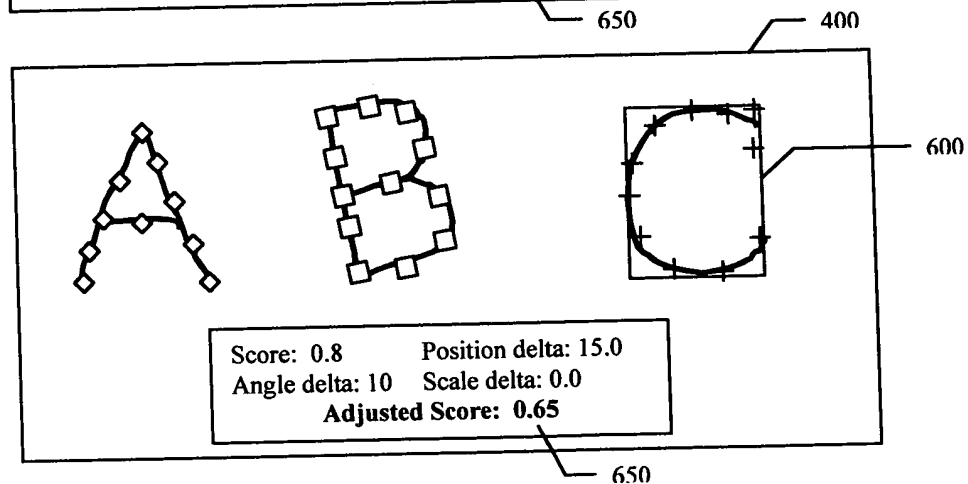 650
400
A B C
600
Score: 0.8 Position delta: 15.0
Angle delta: 10 Scale delta: 0.0
Adjusted Score: 0.65
650